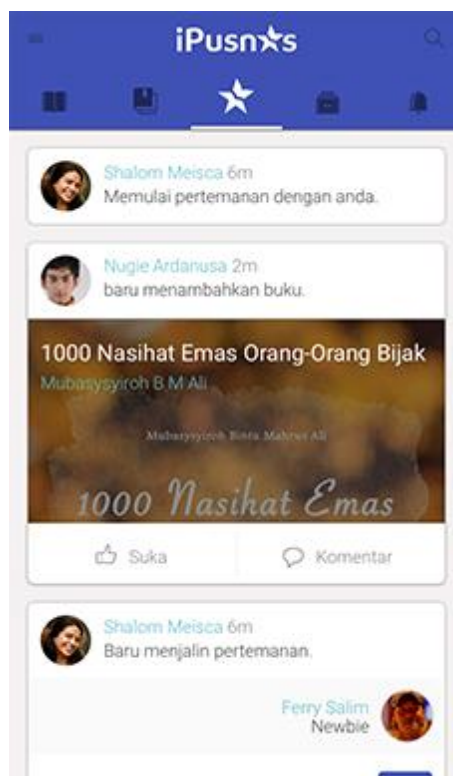 iPusnas
Shalom Meisca 6m
Memulai pertemanan dengan anda.
Nugie Ardanusa 2m
baru menambahkan buku.
1000 Nasihat Emas Orang-Orang Bijak
Mubasysyiroh B M Ali
Mubasysyiroh Binta Mahrus Ali
1000 Nasihat Emas
Suka
Komentar
Shalom Meisca 6m
Baru menjalin pertemanan.
Ferry Salim
Newbie